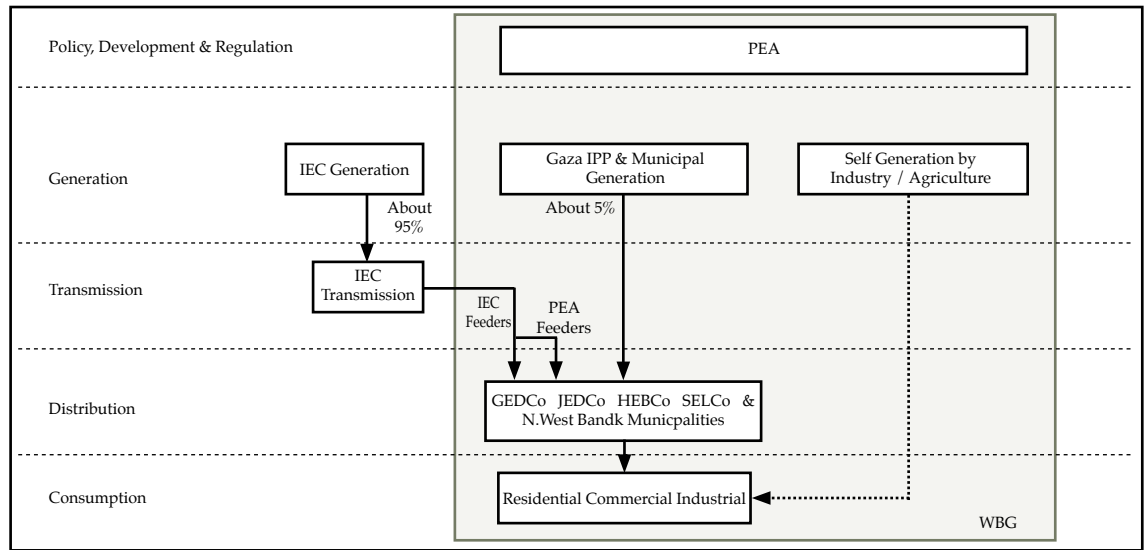 Policy, Development & Regulation
PEA
Generation
IEC Generation
Gaza IPP & Municipal
Generation
Self Generation by
Industry / Agriculture
About
95%
About 5%
Transmission
IEC
Transmission
IEC
Feeders
PEA
Feeders
Distribution
GEDCo JEDCo HEBCo SELCo &
N.West Bandk Municpalities
Consumption
Residential Commercial Industrial
WBG